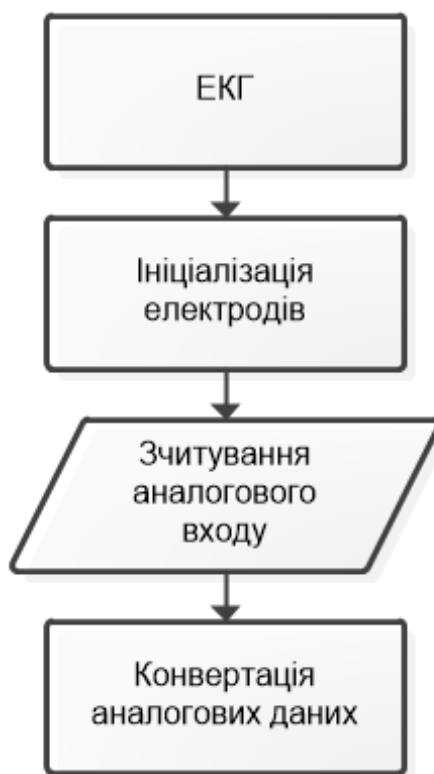 ЕКГ
Ініціалізація
електродів
Зчитування
аналогового
входу
Конвертація
аналогових даних